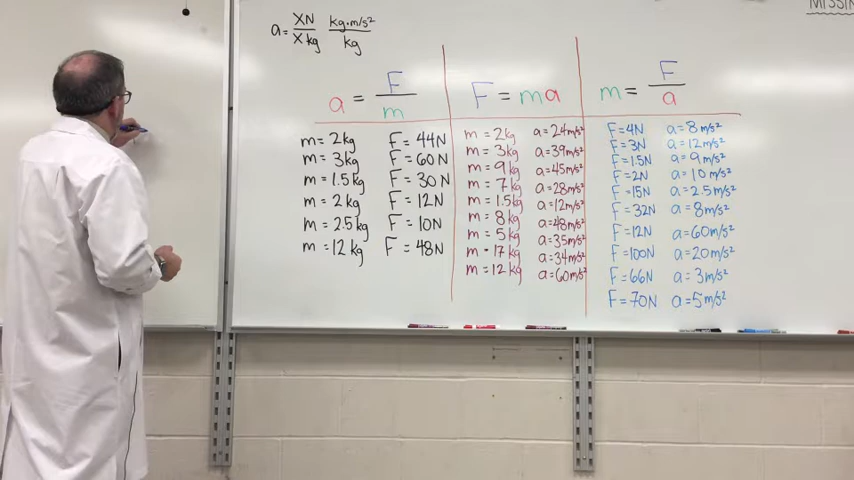 MISSIN
a = XN/X kg kg·m/s²/kg
a = F/m
m = 2kg F = 44N
m = 3kg F = 60N
m = 1.5kg F = 30N
m = 2kg F = 12N
m = 2.5kg F = 10N
m = 12kg F = 48N
F = ma
m = 2kg a = 24m/s²
m = 3kg a = 39m/s²
m = 9kg a = 45m/s²
m = 7kg a = 28m/s²
m = 1.5kg a = 12m/s²
m = 8kg a = 48m/s²
m = 5kg a = 35m/s²
m = 17kg a = 34m/s²
m = 12kg a = 60m/s²
m = F/a
F = 4N a = 8m/s²
F = 3N a = 12m/s²
F = 1.5N a = 9m/s²
F = 2N a = 10m/s²
F = 15N a = 2.5m/s²
F = 32N a = 8m/s²
F = 12N a = 60m/s²
F = 100N a = 20m/s²
F = 66N a = 3m/s²
F = 70N a = 5m/s²